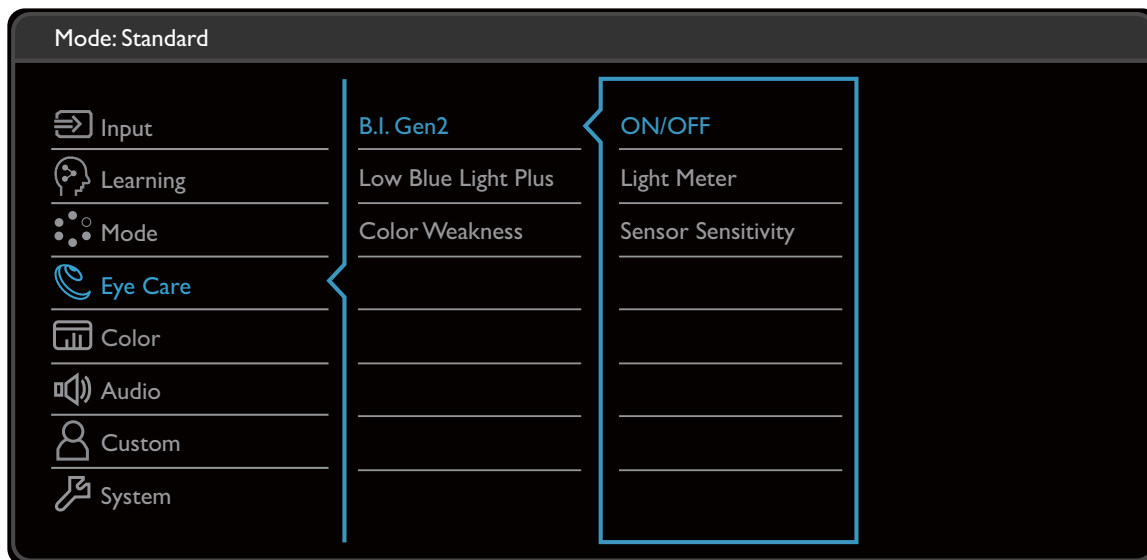 Mode: Standard
Input
Learning
Mode
Eye Care
Color
Audio
Custom
System
B.I. Gen2
Low Blue Light Plus
Color Weakness
ON/OFF
Light Meter
Sensor Sensitivity